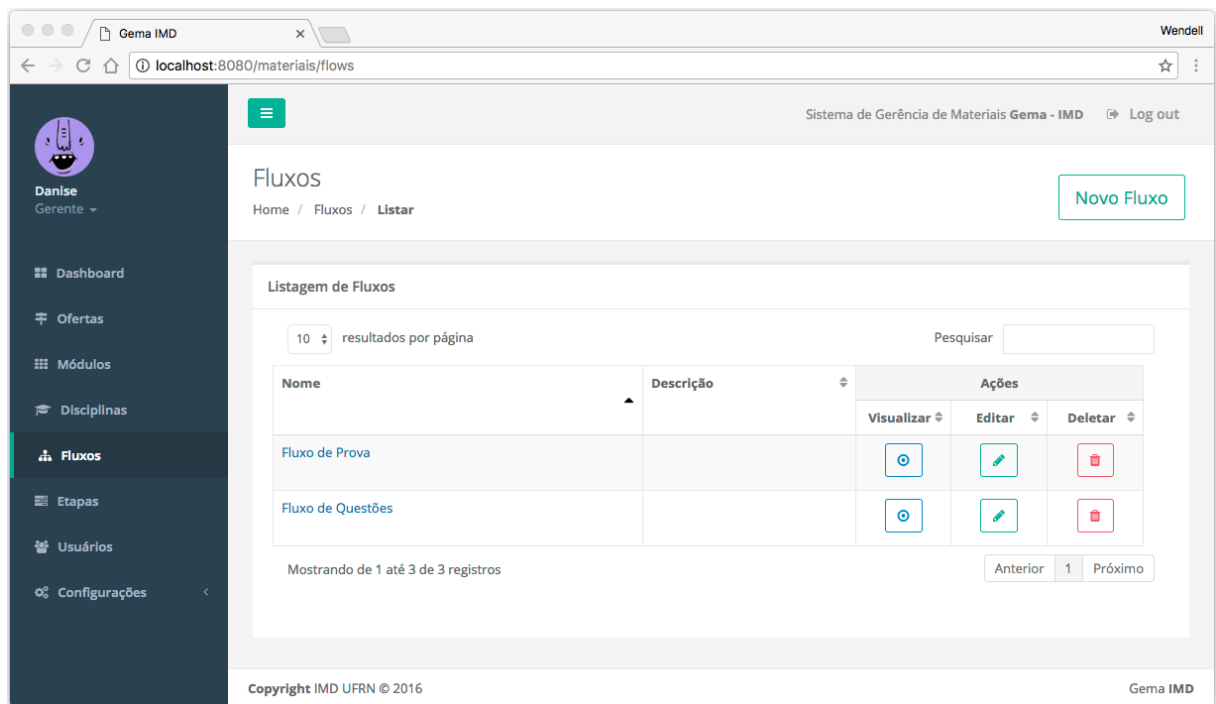 Gema IMD
Wendell
localhost:8080/materiais/flows
Sistema de Gerência de Materiais Gema - IMD Log out
Danise
Gerente
Dashboard
Ofertas
Módulos
Disciplinas
Fluxos
Etapas
Usuários
Configurações
Fluxos
Home / Fluxos / Listar
Novo Fluxo
Listagem de Fluxos
10 resultados por página Pesquisar
Nome Descrição Ações
Visualizar Editar Deletar
Fluxo de Prova
Fluxo de Questões
Mostrando de 1 até 3 de 3 registros Anterior 1 Próximo
Copyright IMD UFRN © 2016 Gema IMD